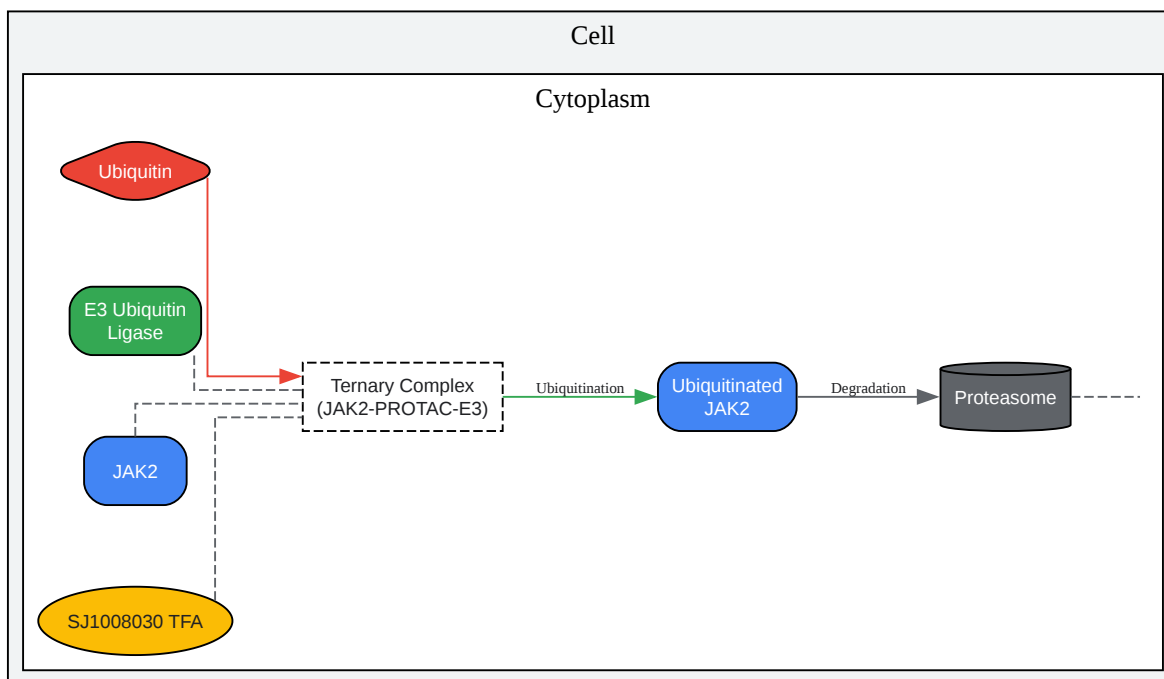 Cell
Cytoplasm
Ubiquitin
E3 Ubiquitin
Ligase
Ternary Complex
(JAK2-PROTAC-E3)
Ubiquitination
Ubiquitinated
JAK2
Degradation
Proteasome
JAK2
SJ1008030 TFA